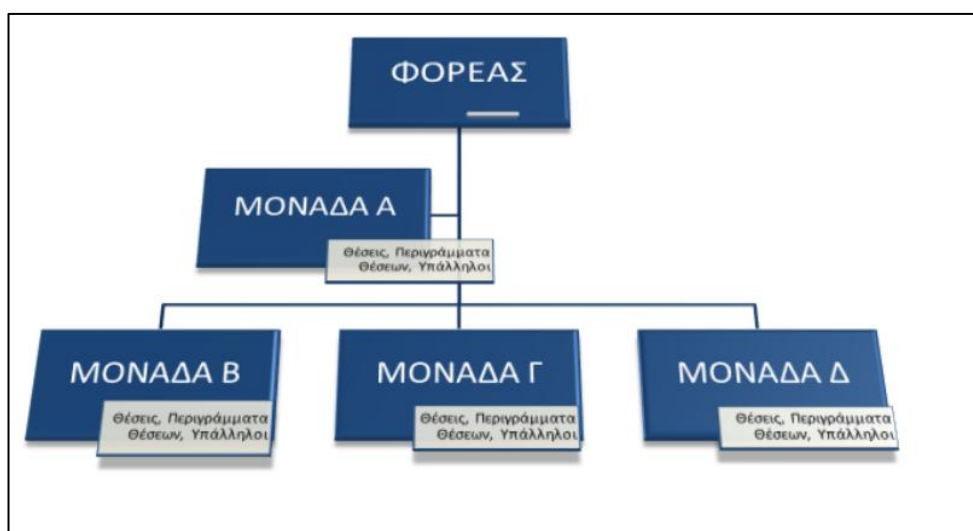 ΦΟΡΕΑΣ
ΜΟΝΑΔΑ Α
Θέσεις, Περιγράμματα
Θέσεων, Υπάλληλοι
ΜΟΝΑΔΑ Β
Θέσεις, Περιγράμματα
Θέσεων, Υπάλληλοι
ΜΟΝΑΔΑ Γ
Θέσεις, Περιγράμματα
Θέσεων, Υπάλληλοι
ΜΟΝΑΔΑ Δ
Θέσεις, Περιγράμματα
Θέσεων, Υπάλληλοι